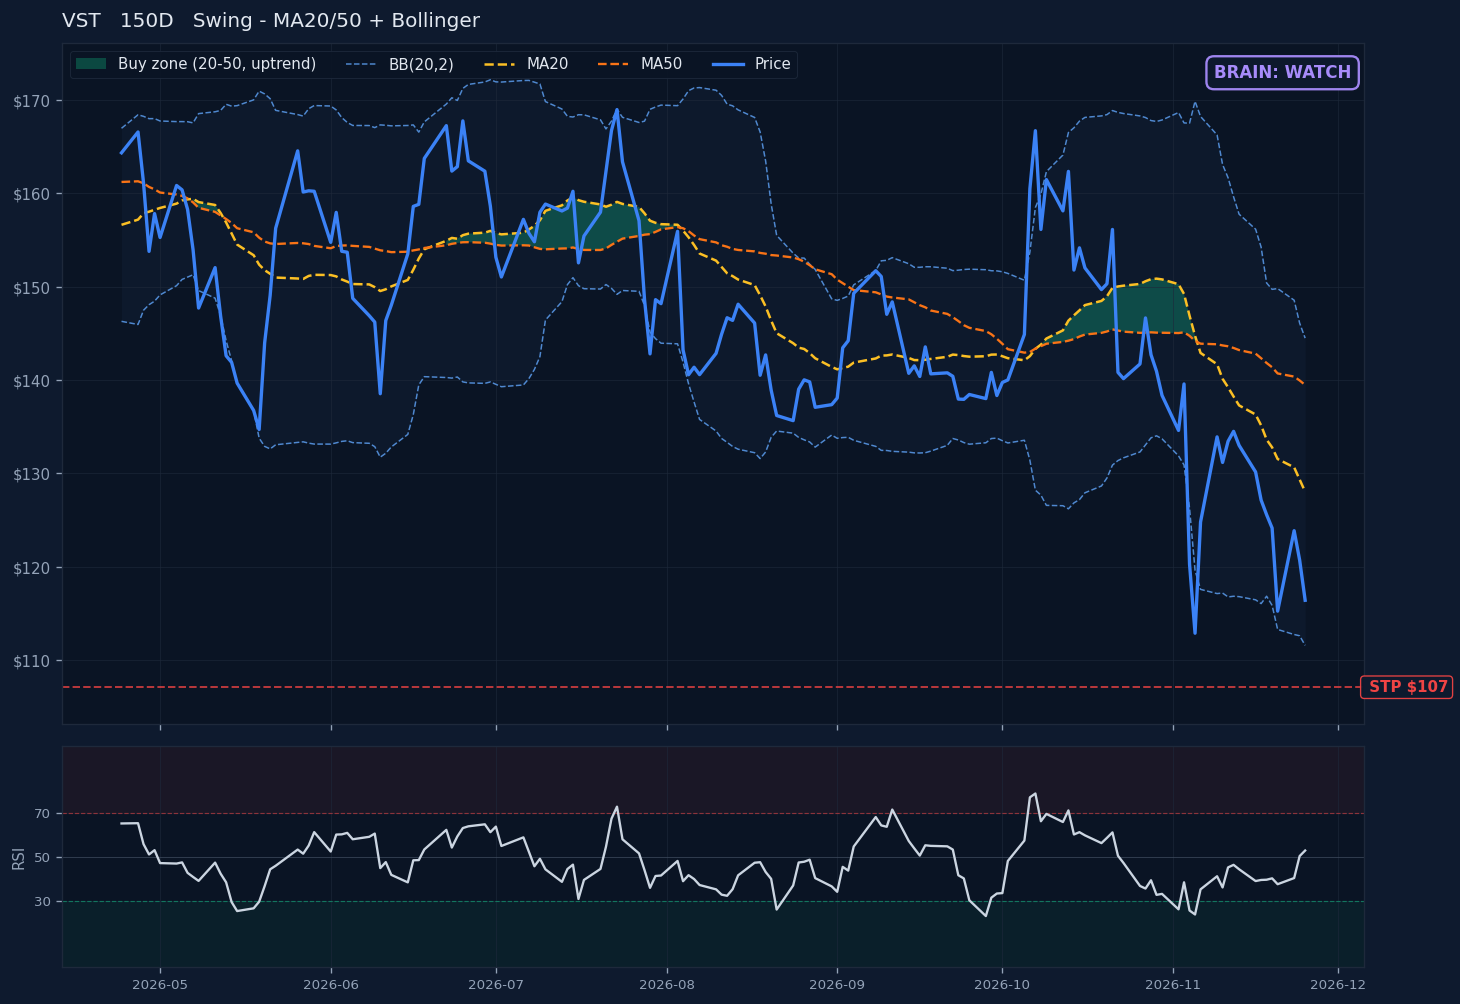 VST   150D   Swing - MA20/50 + Bollinger
Buy zone (20-50, uptrend)
BB(20,2)
MA20
MA50
Price
BRAIN: WATCH
$170
$160
$150
$140
$130
$120
$110
STP $107
RSI
70
50
30
2026-05
2026-06
2026-07
2026-08
2026-09
2026-10
2026-11
2026-12